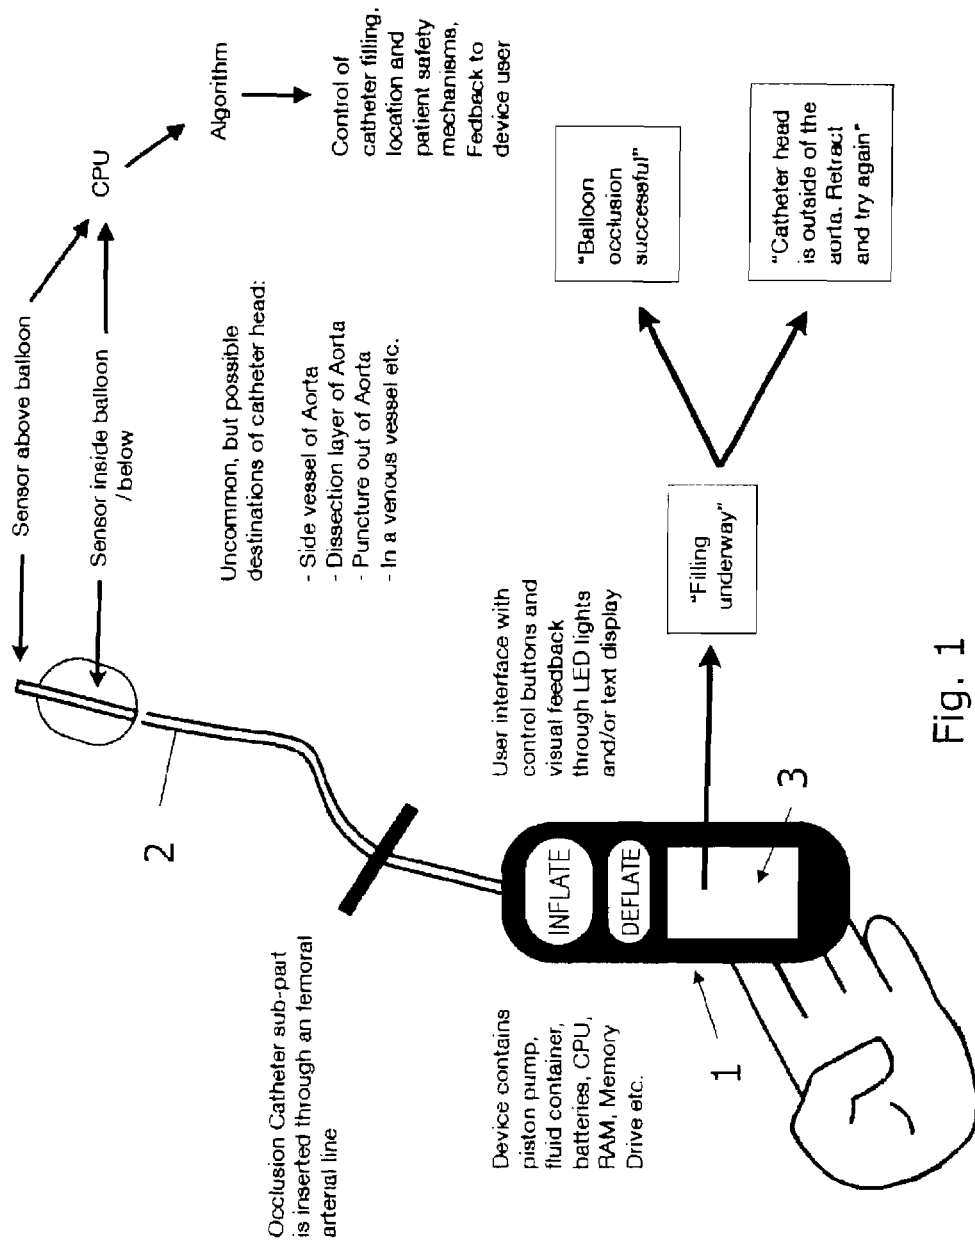 Sensor above balloon
Sensor inside balloon
/below
CPU
Algorithm
Control of
catheter filling,
location and
patient safety
mechanisms,
Fedback to
device user
Uncommon, but possible
destinations of catheter head:
- Side vessel of Aorta
- Dissection layer of Aorta
- Puncture out of Aorta
- In a venous vessel etc.
2
Occlusion Catheter sub-part
is inserted through an femoral
arterial line
User interface with
control buttons and
visual feedback
through LED lights
and/or text display
INFLATE
DEFLATE
Device contains
piston pump,
fluid container,
batteries, CPU,
RAM, Memory
Drive etc.
1
3
"Filling
underway"
"Balloon
occlusion
successful"
"Catheter head
is outside of the
aorta. Retract
and try again"
Fig. 1